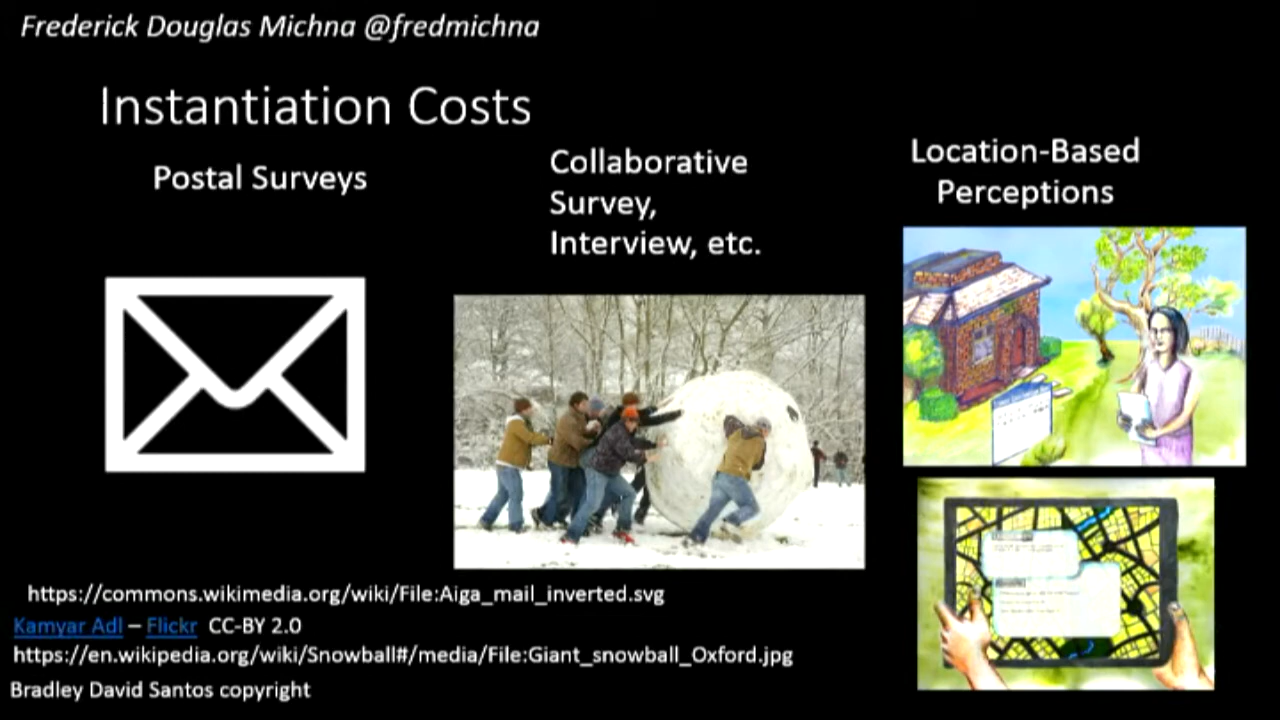 Frederick Douglas Michna @fredmichna
Instantiation Costs
Postal Surveys
Collaborative
Survey,
Interview, etc.
Location-Based
Perceptions
https://commons.wikimedia.org/wiki/File:Aiga_mail_inverted.svg
Kamyar Adl – Flickr CC-BY 2.0
https://en.wikipedia.org/wiki/Snowball#/media/File:Giant_snowball_Oxford.jpg
Bradley David Santos copyright